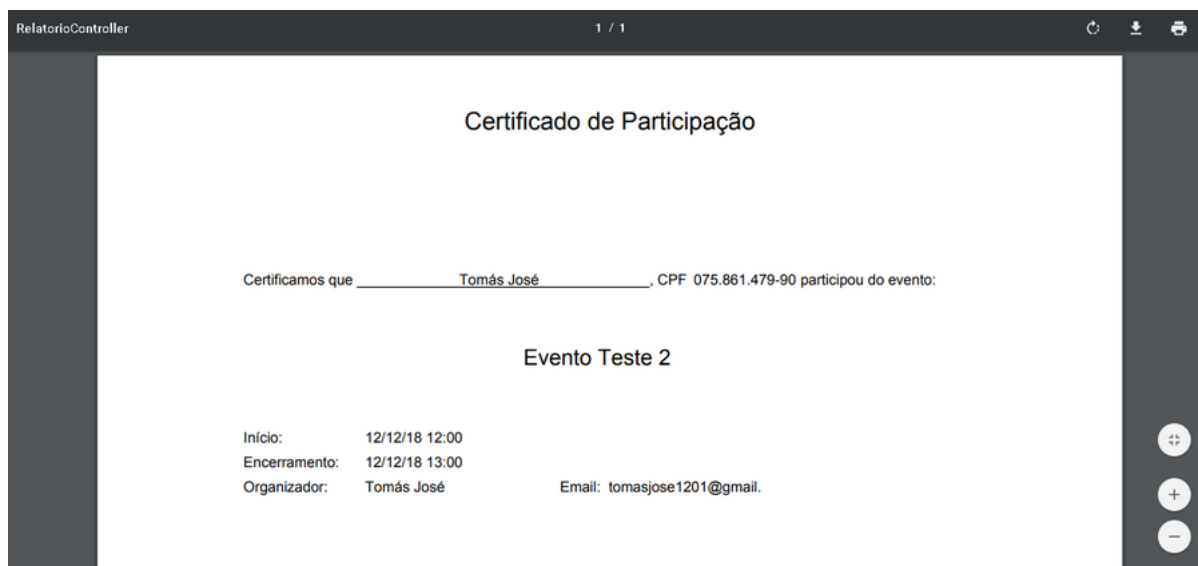 RelatorioController 1 / 1
Certificado de Participação
Certificamos que Tomás José, CPF 075.861.479-90 participou do evento:
Evento Teste 2
Início: 12/12/18 12:00
Encerramento: 12/12/18 13:00
Organizador: Tomás José Email: tomasjose1201@gmail.